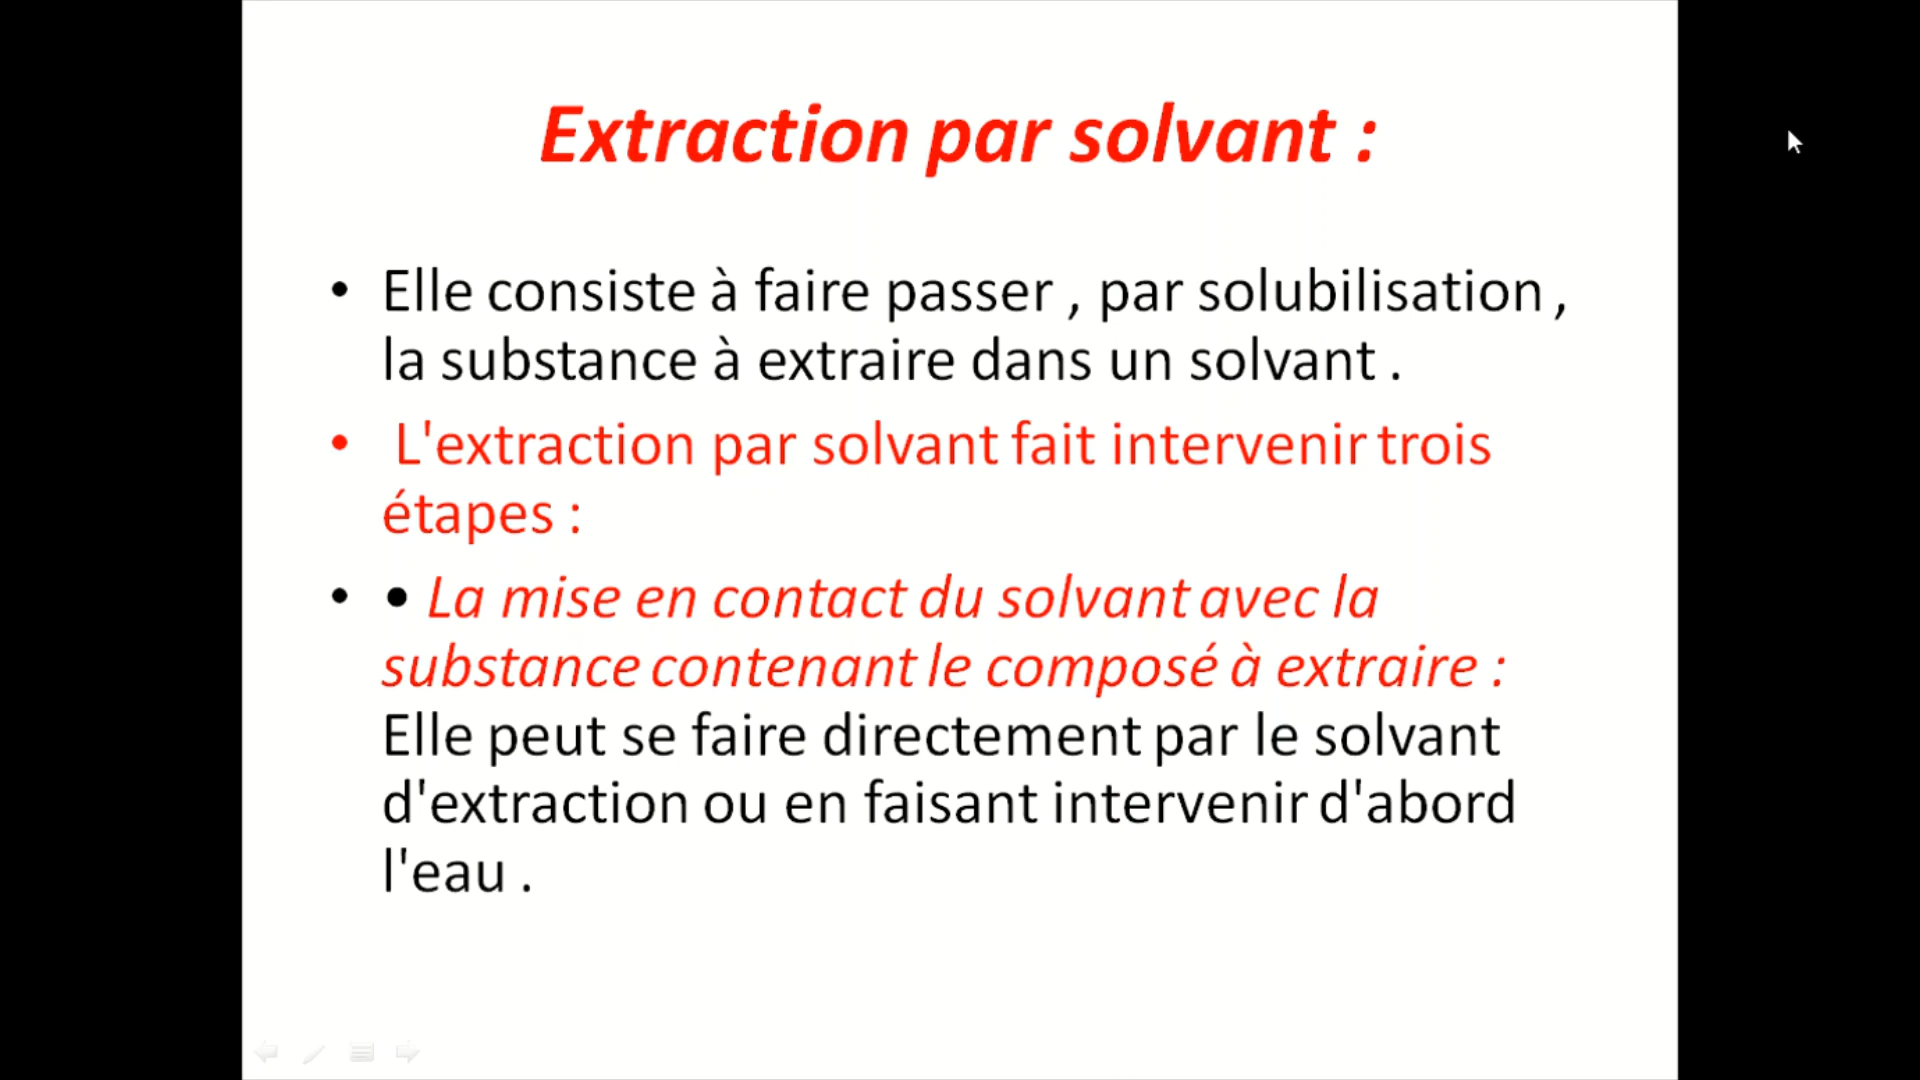 Extraction par solvant :
• Elle consiste à faire passer , par solubilisation ,
la substance à extraire dans un solvant .
• L'extraction par solvant fait intervenir trois
étapes :
• • La mise en contact du solvant avec la
substance contenant le composé à extraire :
Elle peut se faire directement par le solvant
d'extraction ou en faisant intervenir d'abord
l'eau .